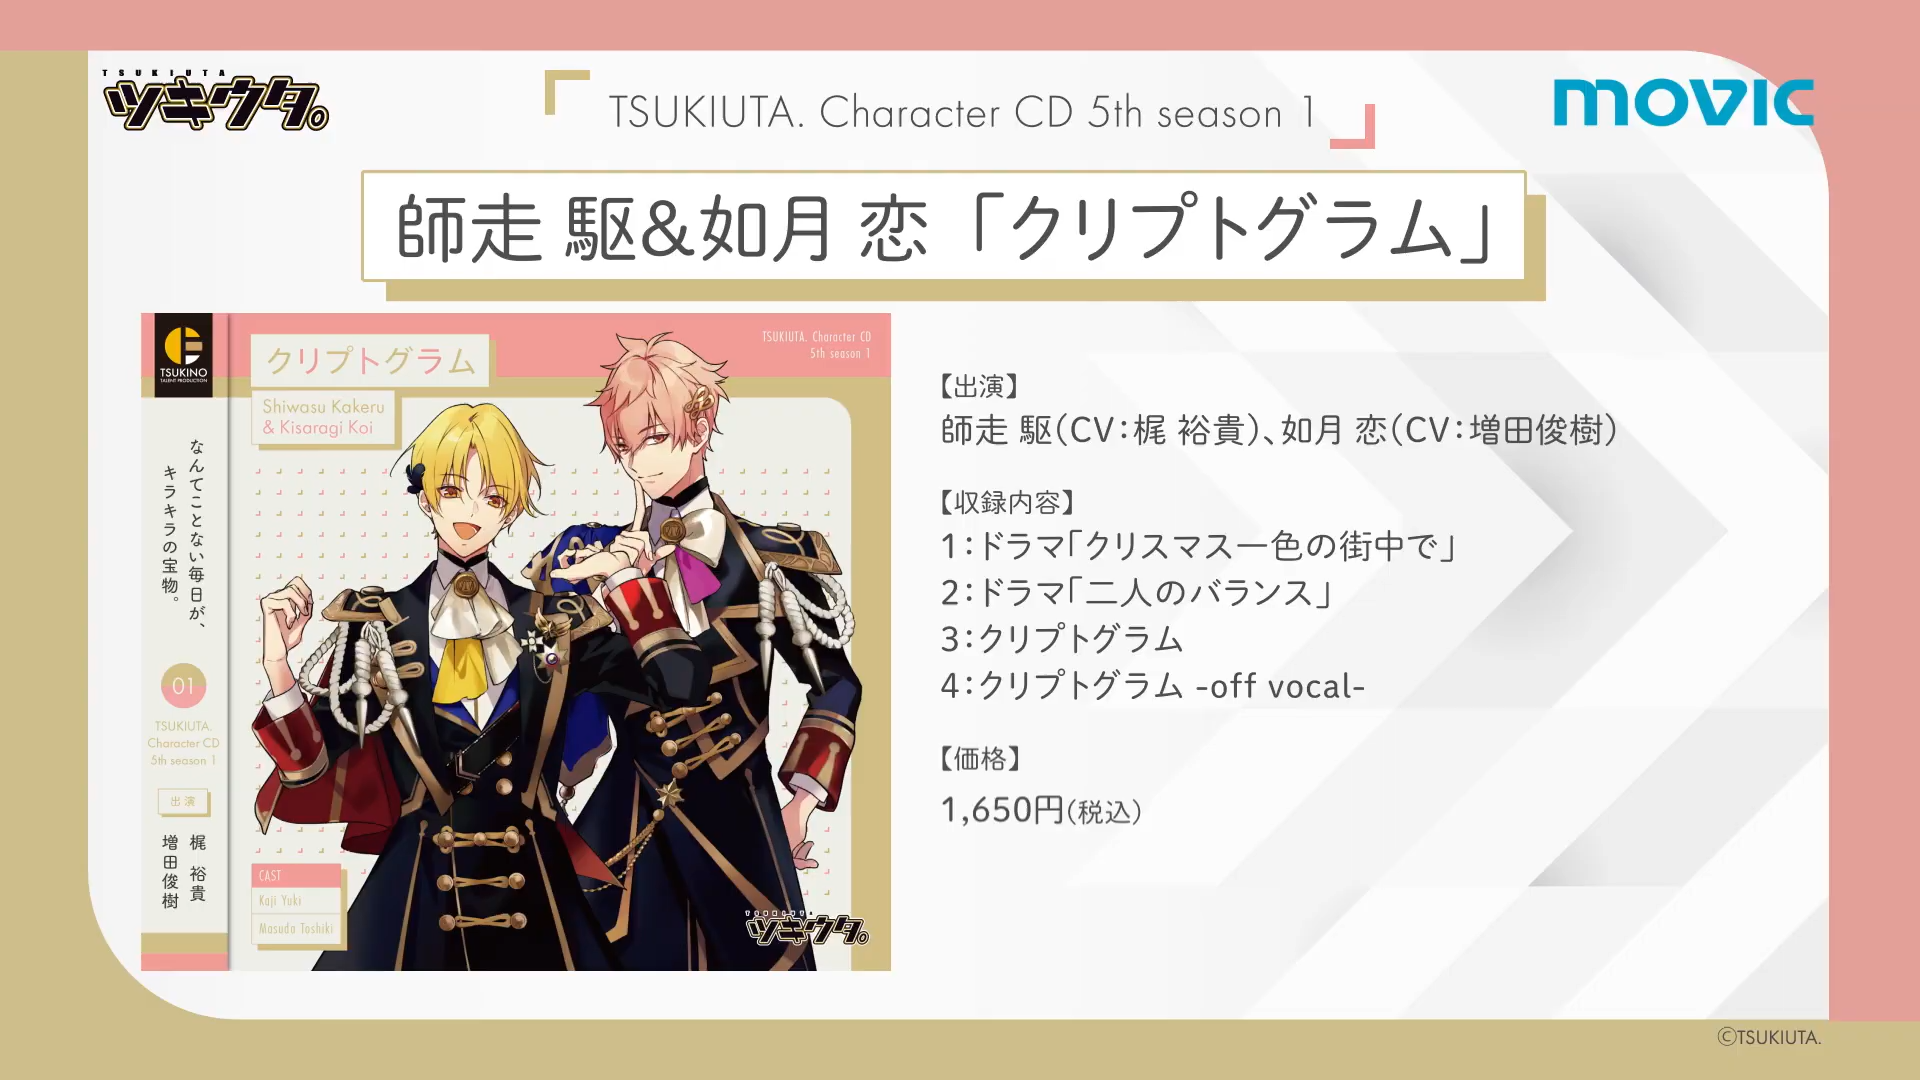 TSUKIUTA
ツキウタ。
TSUKIUTA. Character CD 5th season 1
movic
師走 駆&如月 恋「クリプトグラム」
TSUKINO
TALENT PRODUCTION
なんてことない毎日が、
キラキラの宝物。
01
TSUKIUTA.
Character CD
5th season 1
出演
梶 裕貴
増田俊樹
クリプトグラム
Shiwasu Kakeru
& Kisaragi Koi
TSUKIUTA. Character CD
5th season 1
CAST
Kaji Yuki
Masuda Toshiki
TSUKIUTA
ツキウタ。
【出演】
師走 駆(CV:梶 裕貴)、如月 恋(CV:増田俊樹)
【収録内容】
1:ドラマ「クリスマス一色の街中で」
2:ドラマ「二人のバランス」
3:クリプトグラム
4:クリプトグラム -off vocal-
【価格】
1,650円(税込)
©TSUKIUTA.